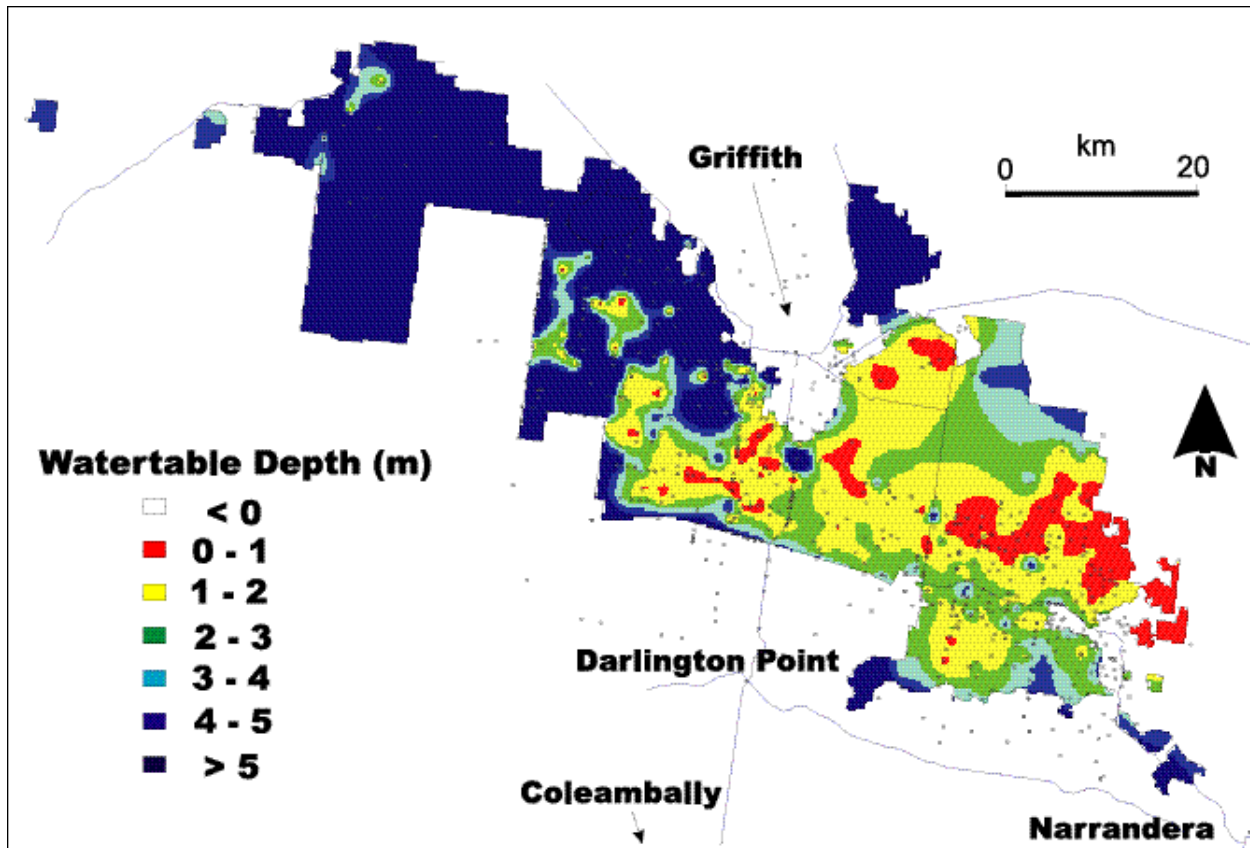 Griffith
km
0 20
N
Watertable Depth (m)
< 0
0 - 1
1 - 2
2 - 3
3 - 4
4 - 5
> 5
Darlington Point
Coleambally
Narrandera